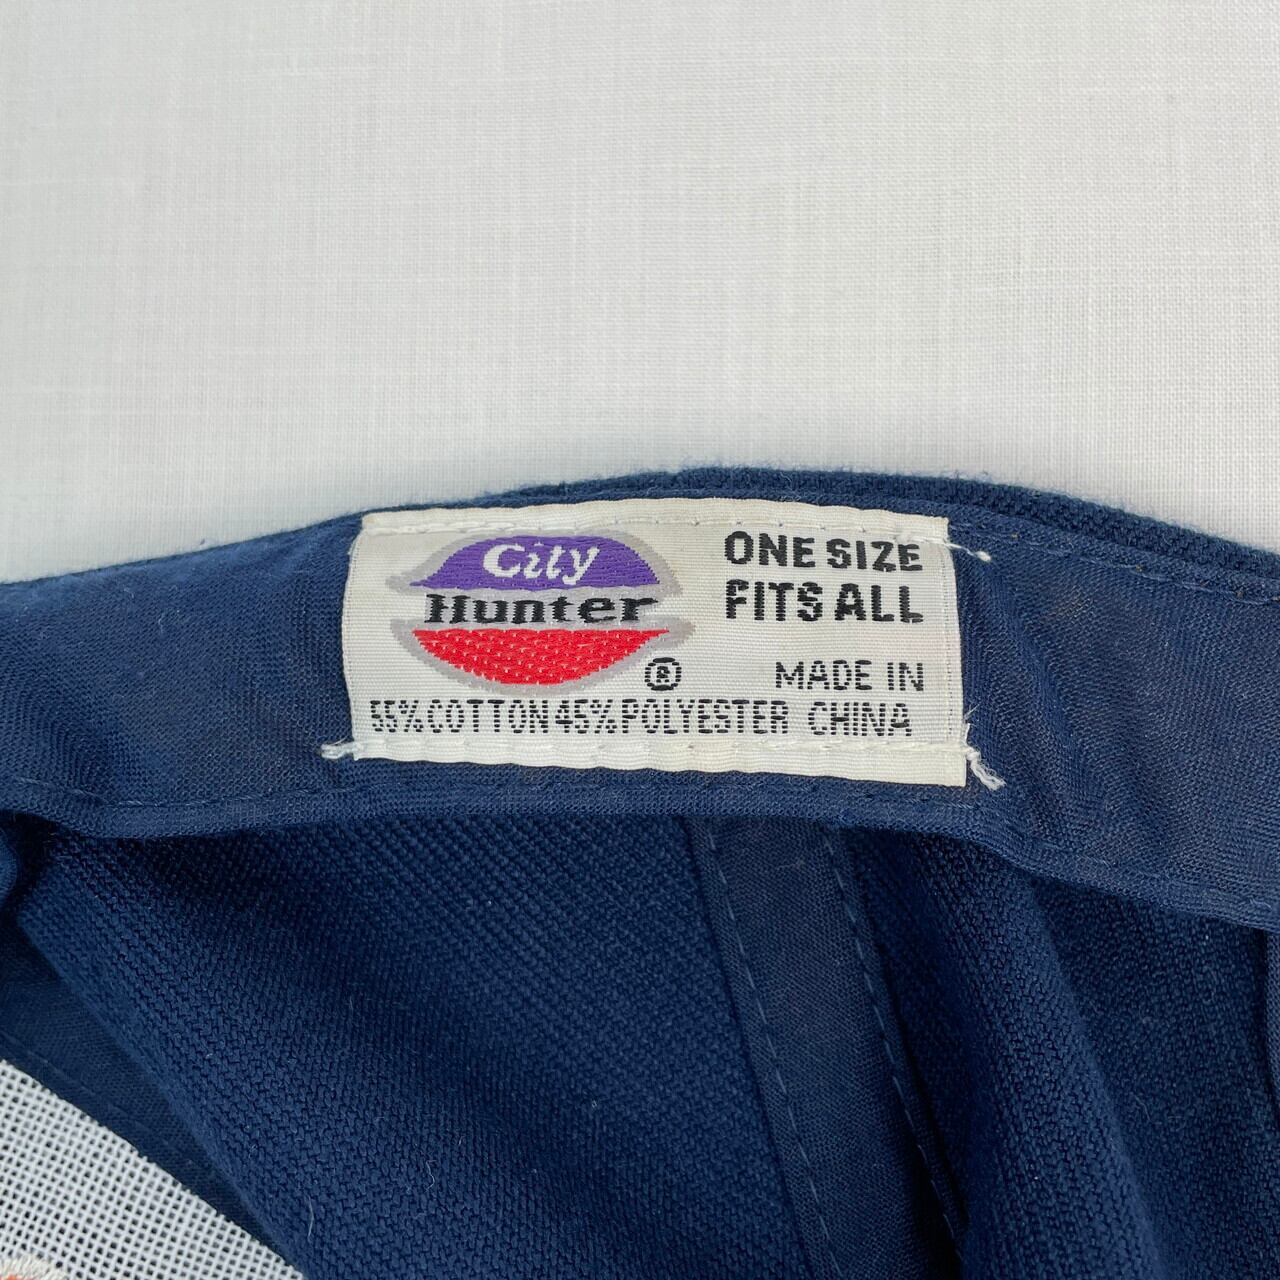 City
Hunter
®
ONE SIZE
FITS ALL
MADE IN
CHINA
55% COTTON 45% POLYESTER